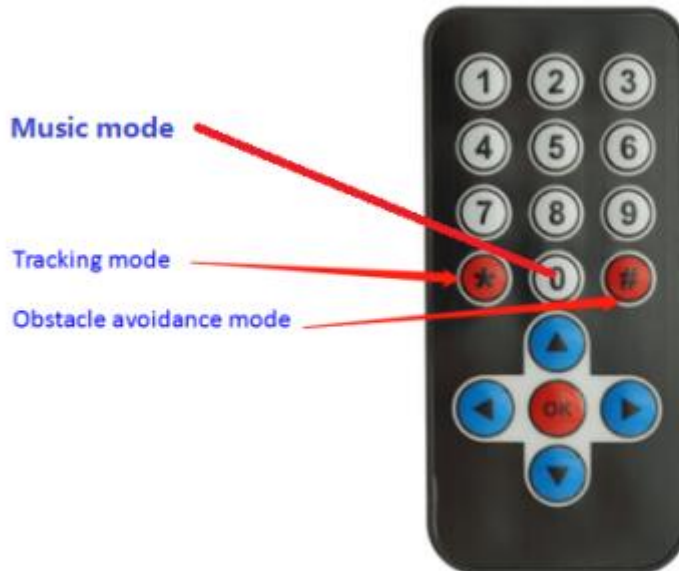 1 2 3
Music mode
4 5 6
7 8 9
Tracking mode
* 0 #
Obstacle avoidance mode
OK